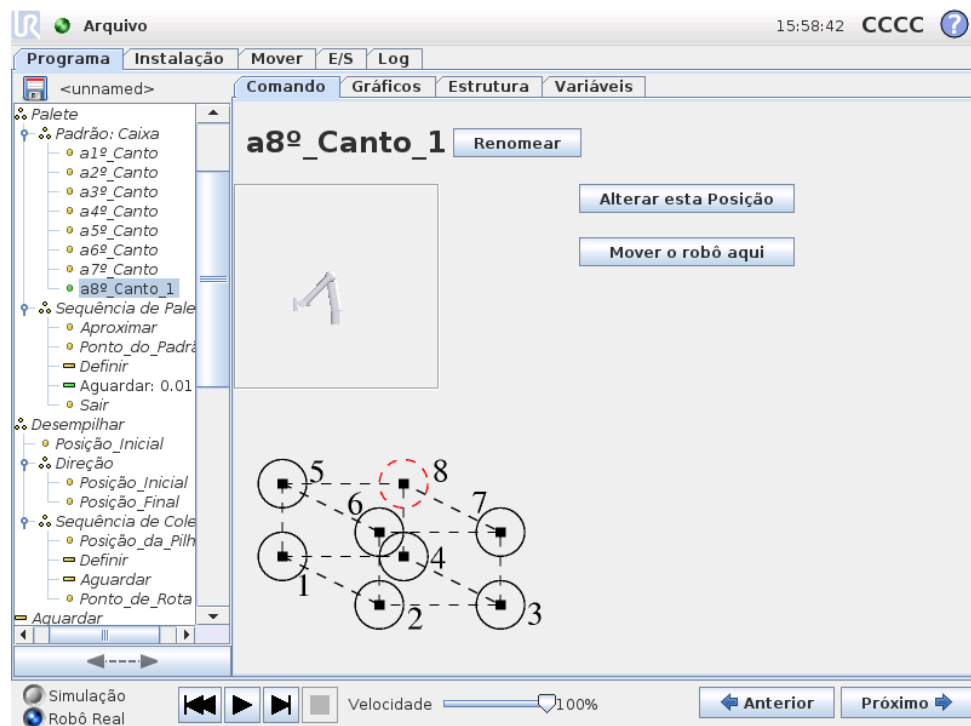 UR Arquivo 15:58:42 CCCC ?
Programa Instalação Mover E/S Log
<unnamed>
Comando Gráficos Estrutura Variáveis
Palete
Padrão: Caixa
a1º_Canto
a2º_Canto
a3º_Canto
a4º_Canto
a5º_Canto
a6º_Canto
a7º_Canto
a8º_Canto_1
Sequência de Pale
Aproximar
Ponto_do_Padrã
Definir
Aguardar: 0.01
Sair
Desempilhar
Posição_Inicial
Direção
Posição_Inicial
Posição_Final
Sequência de Cole
Posição_da_Pilh
Definir
Aguardar
Ponto_de_Rota
Aguardar
a8º_Canto_1 Renomear
Alterar esta Posição
Mover o robô aqui
5 8
6 7
4
1
2 3
Simulação
Robô Real
Velocidade 100%
Anterior Próximo